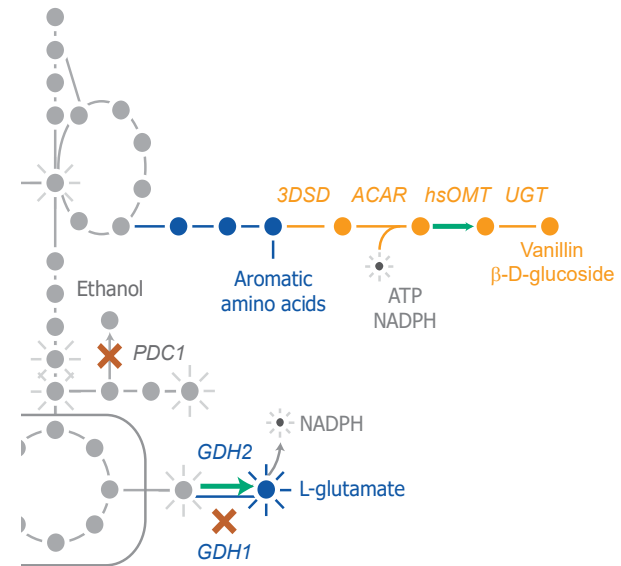 3DSD ACAR hsOMT UGT
Vanillin
β-D-glucoside
Aromatic
amino acids
ATP
NADPH
Ethanol
PDC1
NADPH
GDH2
L-glutamate
GDH1